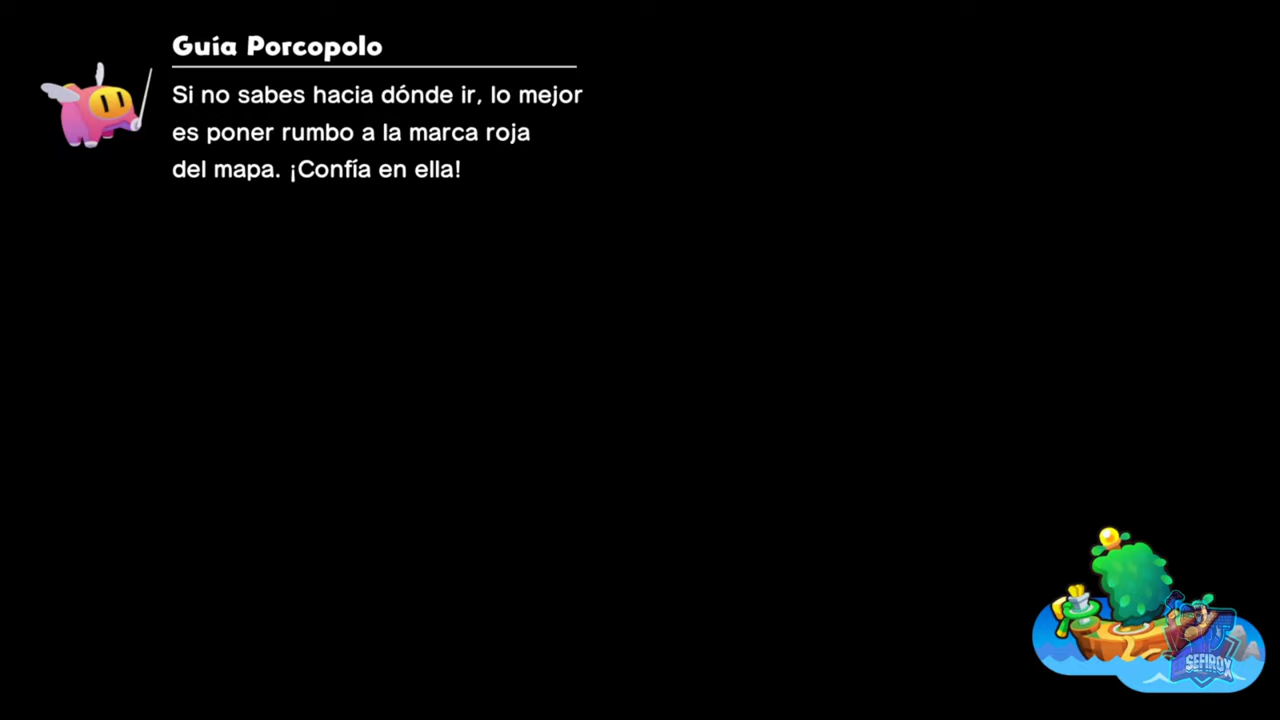 Guía Porcopolo
Si no sabes hacia dónde ir, lo mejor
es poner rumbo a la marca roja
del mapa. ¡Confía en ella!
SEFIROX